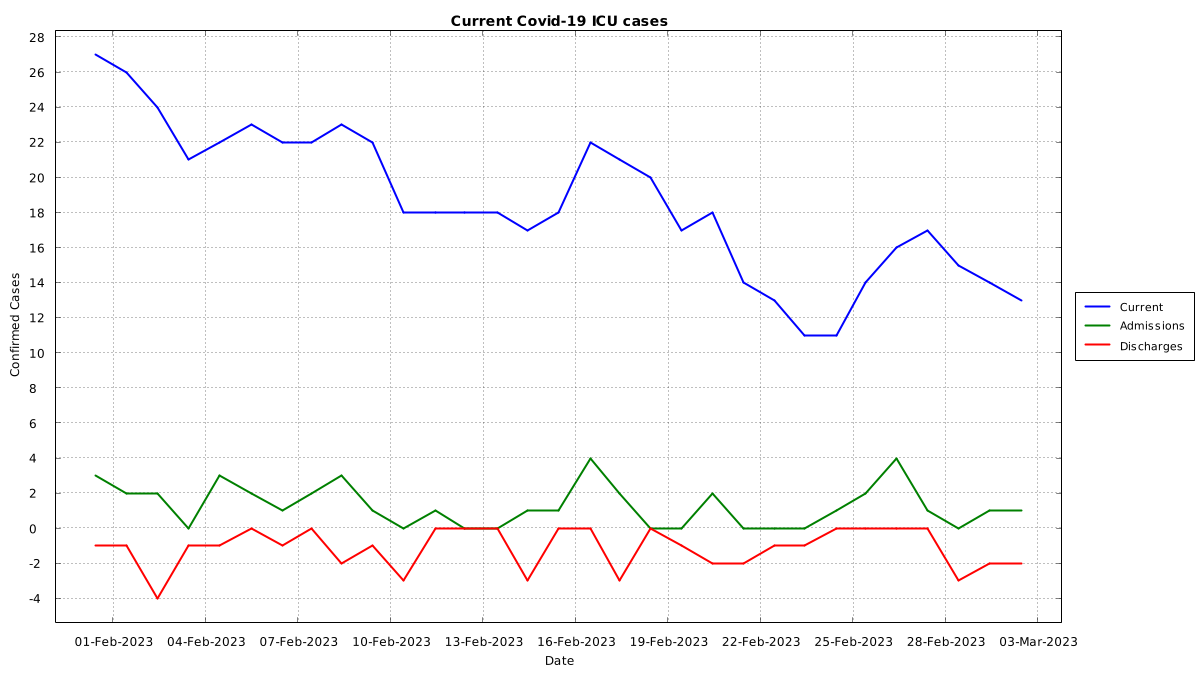 Current Covid-19 ICU cases
28
26
24
22
20
18
16
14
12
10
8
6
4
2
0
-2
-4
Confirmed Cases
Current
Admissions
Discharges
01-Feb-2023 04-Feb-2023 07-Feb-2023 10-Feb-2023 13-Feb-2023 16-Feb-2023 19-Feb-2023 22-Feb-2023 25-Feb-2023 28-Feb-2023 03-Mar-2023
Date